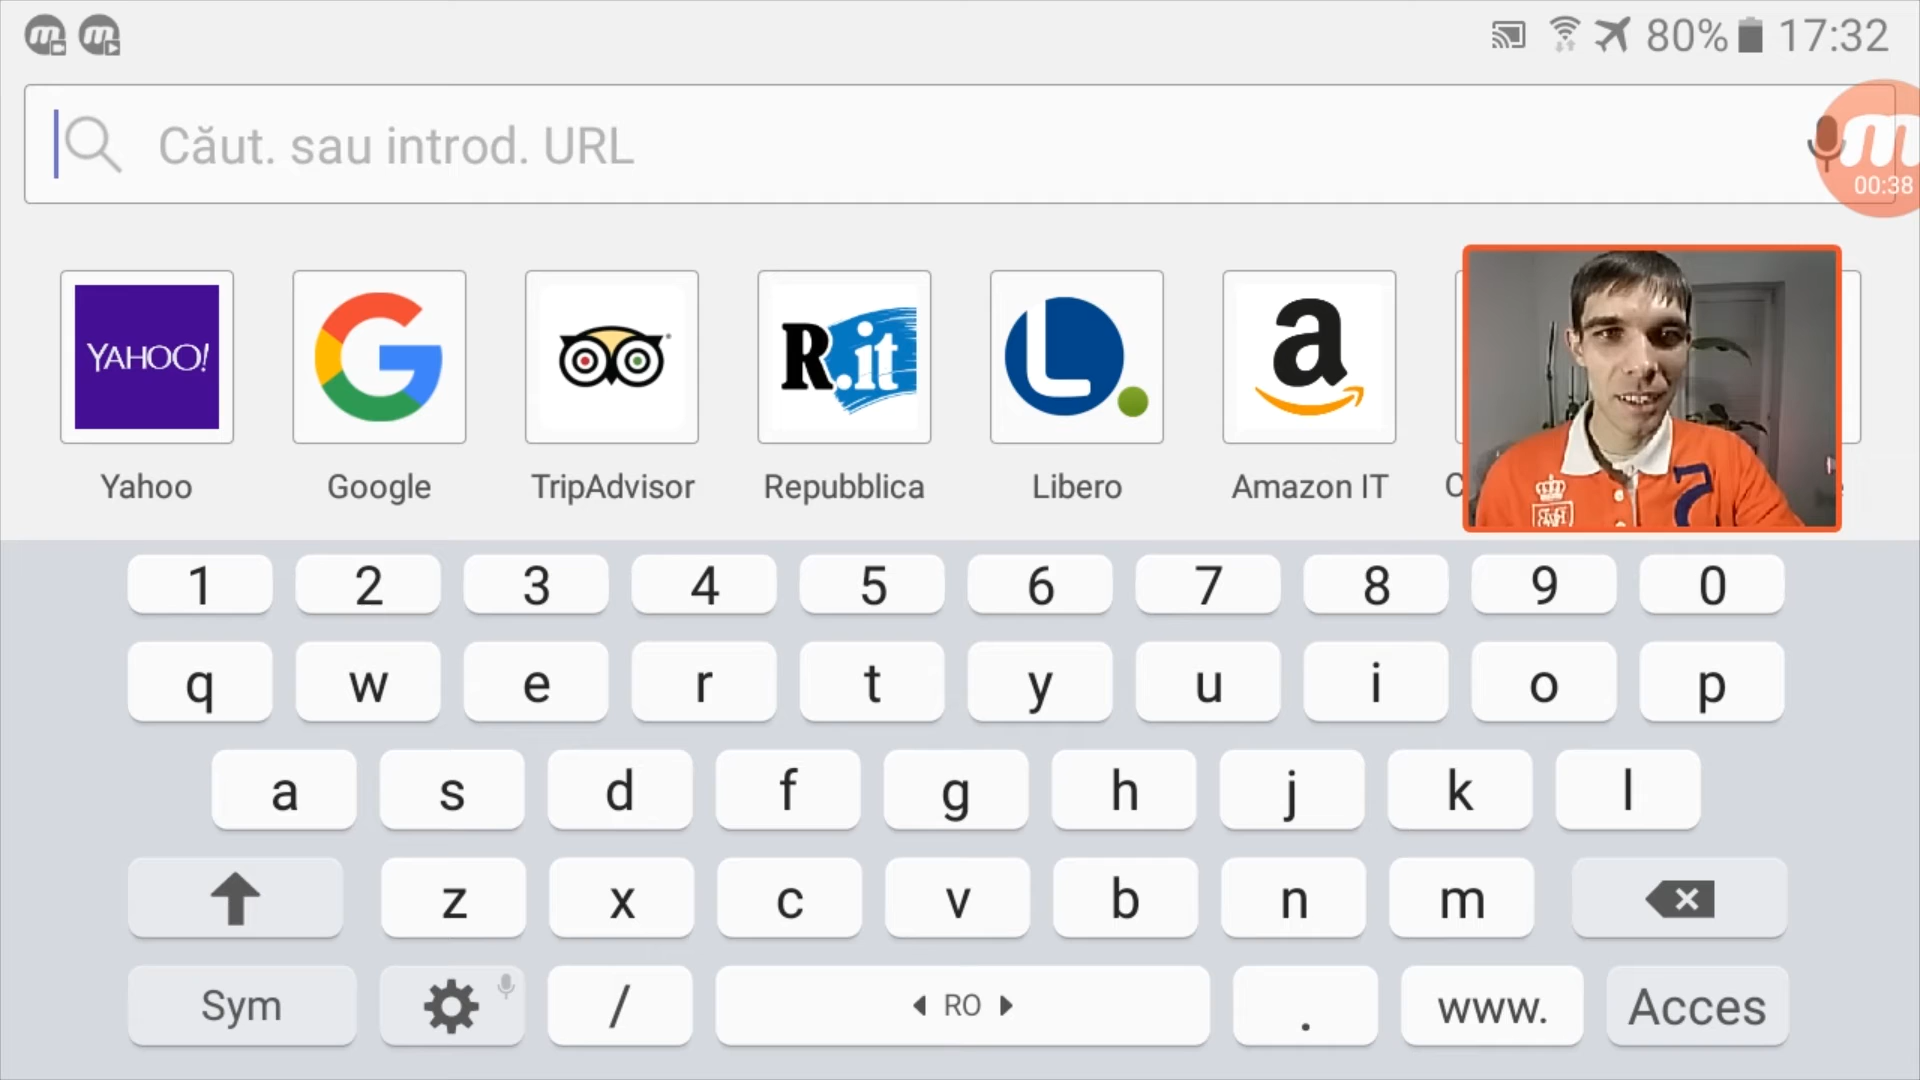 80% 17:32
Căut. sau introd. URL
m
00:38
YAHOO!
R.it
L
a
Yahoo
Google
TripAdvisor
Repubblica
Libero
Amazon IT
C
1 2 3 4 5 6 7 8 9 0
q w e r t y u i o p
a s d f g h j k l
z x c v b n m
Sym / RO . www. Acces